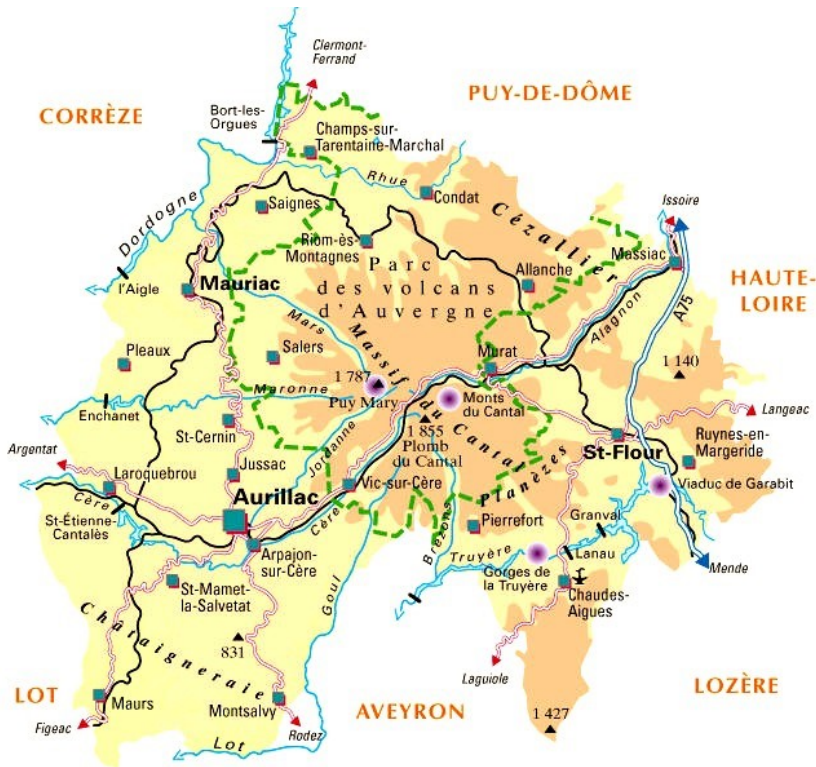 Clermont-
Ferrand
PUY-DE-DÔME
CORRÈZE
Bort-les-
Orgues
Champs-sur-
Tarentaine-Marchal
Rhue
Condat
Issoire
Dordogne
Saignes
Cézallier
Riom-ès-
Montagnes
Massiac
Parc
des volcans
d'Auvergne
Allanche
HAUTE-
LOIRE
l'Aigle
Mauriac
A75
Alagnon
Mars
Massif du Cantal
Pleaux
Salers
Murat
1 140
1 787
Puy Mary
Maronne
Monts
du Cantal
Enchanet
Langeac
St-Cernin
1 855
Plomb
du Cantal
Jordanne
Argentat
St-Flour
Ruynes-en-
Margeride
Laroquebrou
Jussac
Vic-sur-Cère
Planèzes
Viaduc de Garabit
Aurillac
Cère
St-Étienne-
Cantalès
Cère
Brezons
Pierrefort
Granval
Arpajon-
sur-Cère
Truyère
Lanau
Mende
Gorges de
la Truyère
St-Mamet-
la-Salvetat
Goul
Chaudes-
Aigues
Châtaigneraie
831
Laguiole
LOT
Maurs
Montsalvy
AVEYRON
LOZÈRE
1 427
Figeac
Rodez
Lot